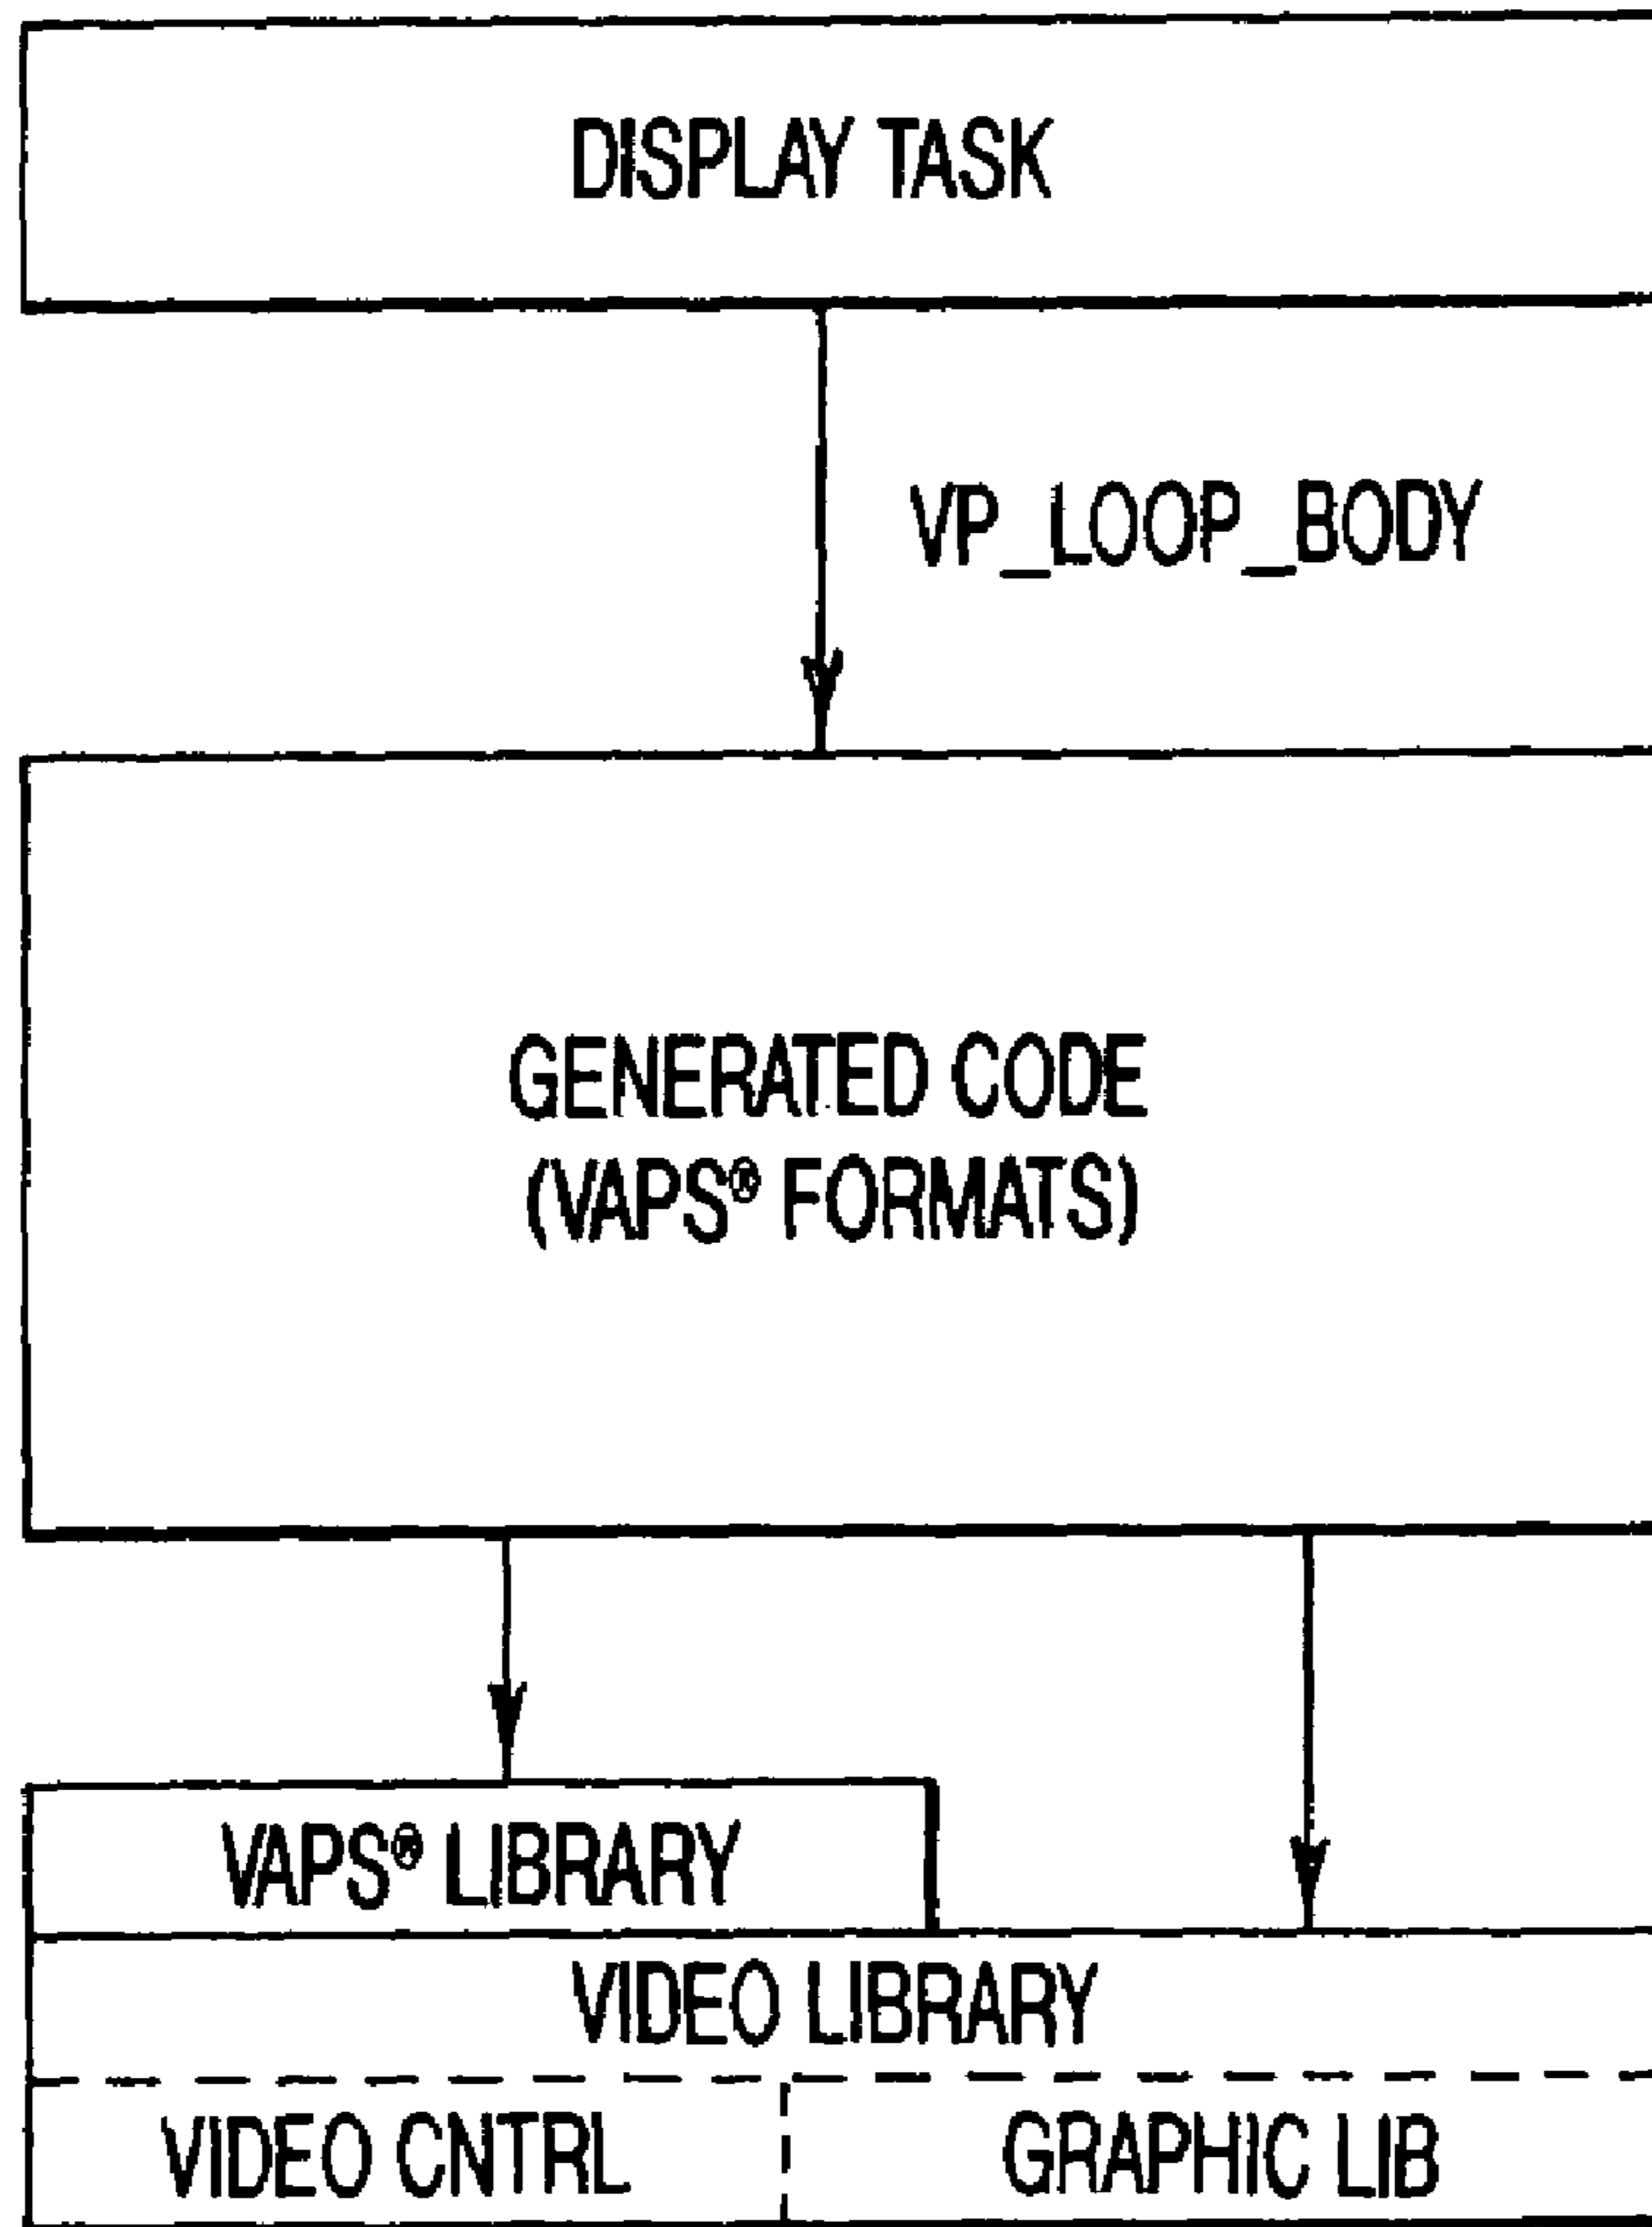 DISPLAY TASK
VP_LOOP_BODY
GENERATED CODE
(VAPS® FORMATS)
VAPS® LIBRARY
VIDEO LIBRARY
VIDEO CNTRL
GRAPHIC LIB